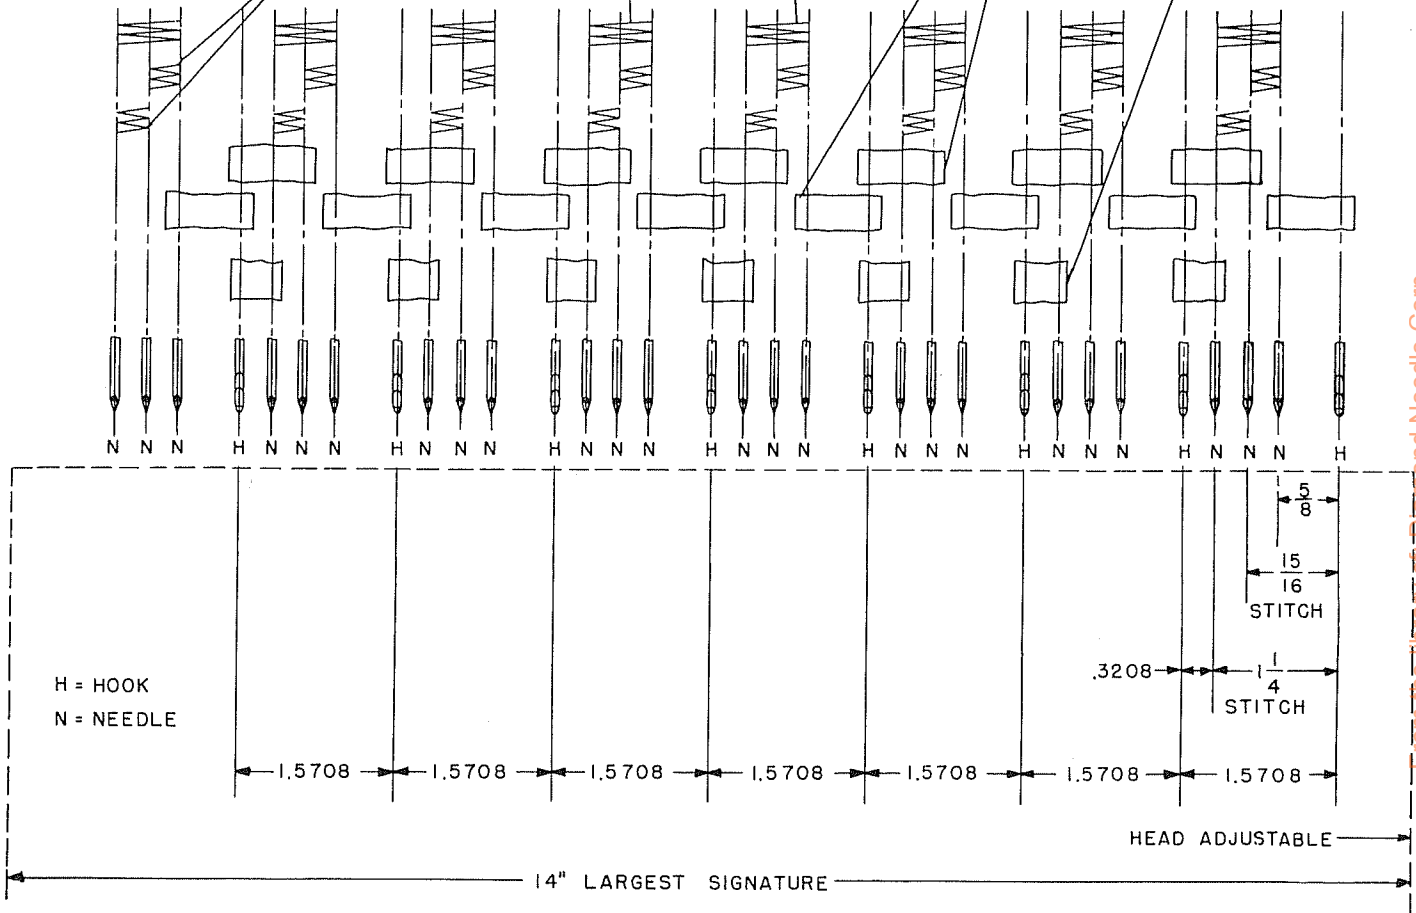 N N N H N N N H N N N H N N N H N N N H N N N H N N N H N N N H
5/8
15/16
STITCH
.3208 1 1/4
STITCH
H = HOOK
N = NEEDLE
1.5708 1.5708 1.5708 1.5708 1.5708 1.5708 1.5708
HEAD ADJUSTABLE
14" LARGEST SIGNATURE